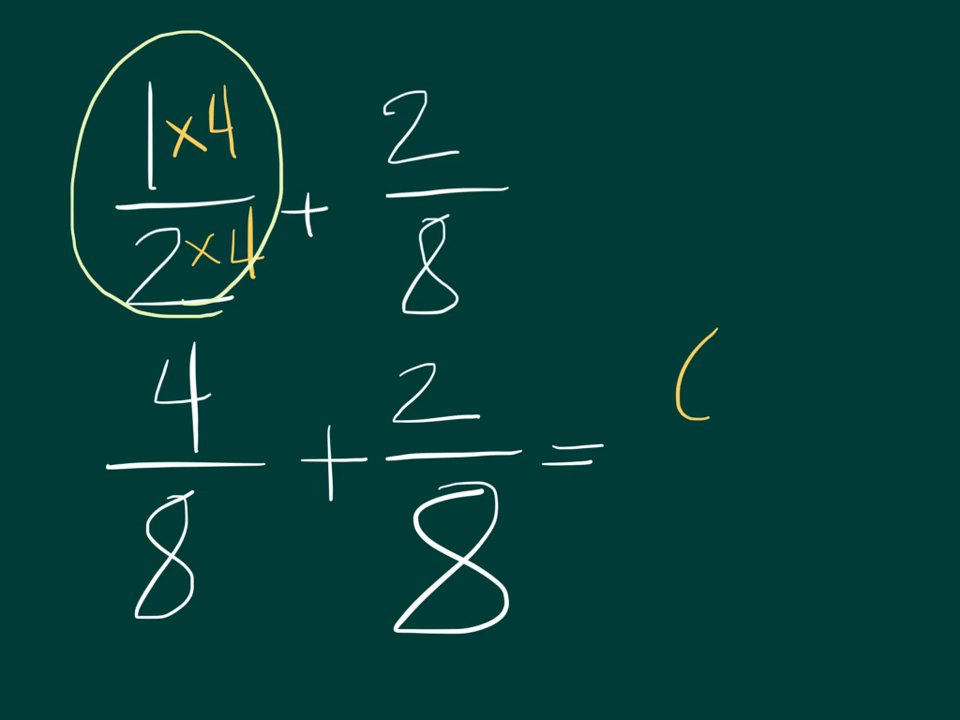 1×4/2×4 + 2/8
4/8 + 2/8 = (